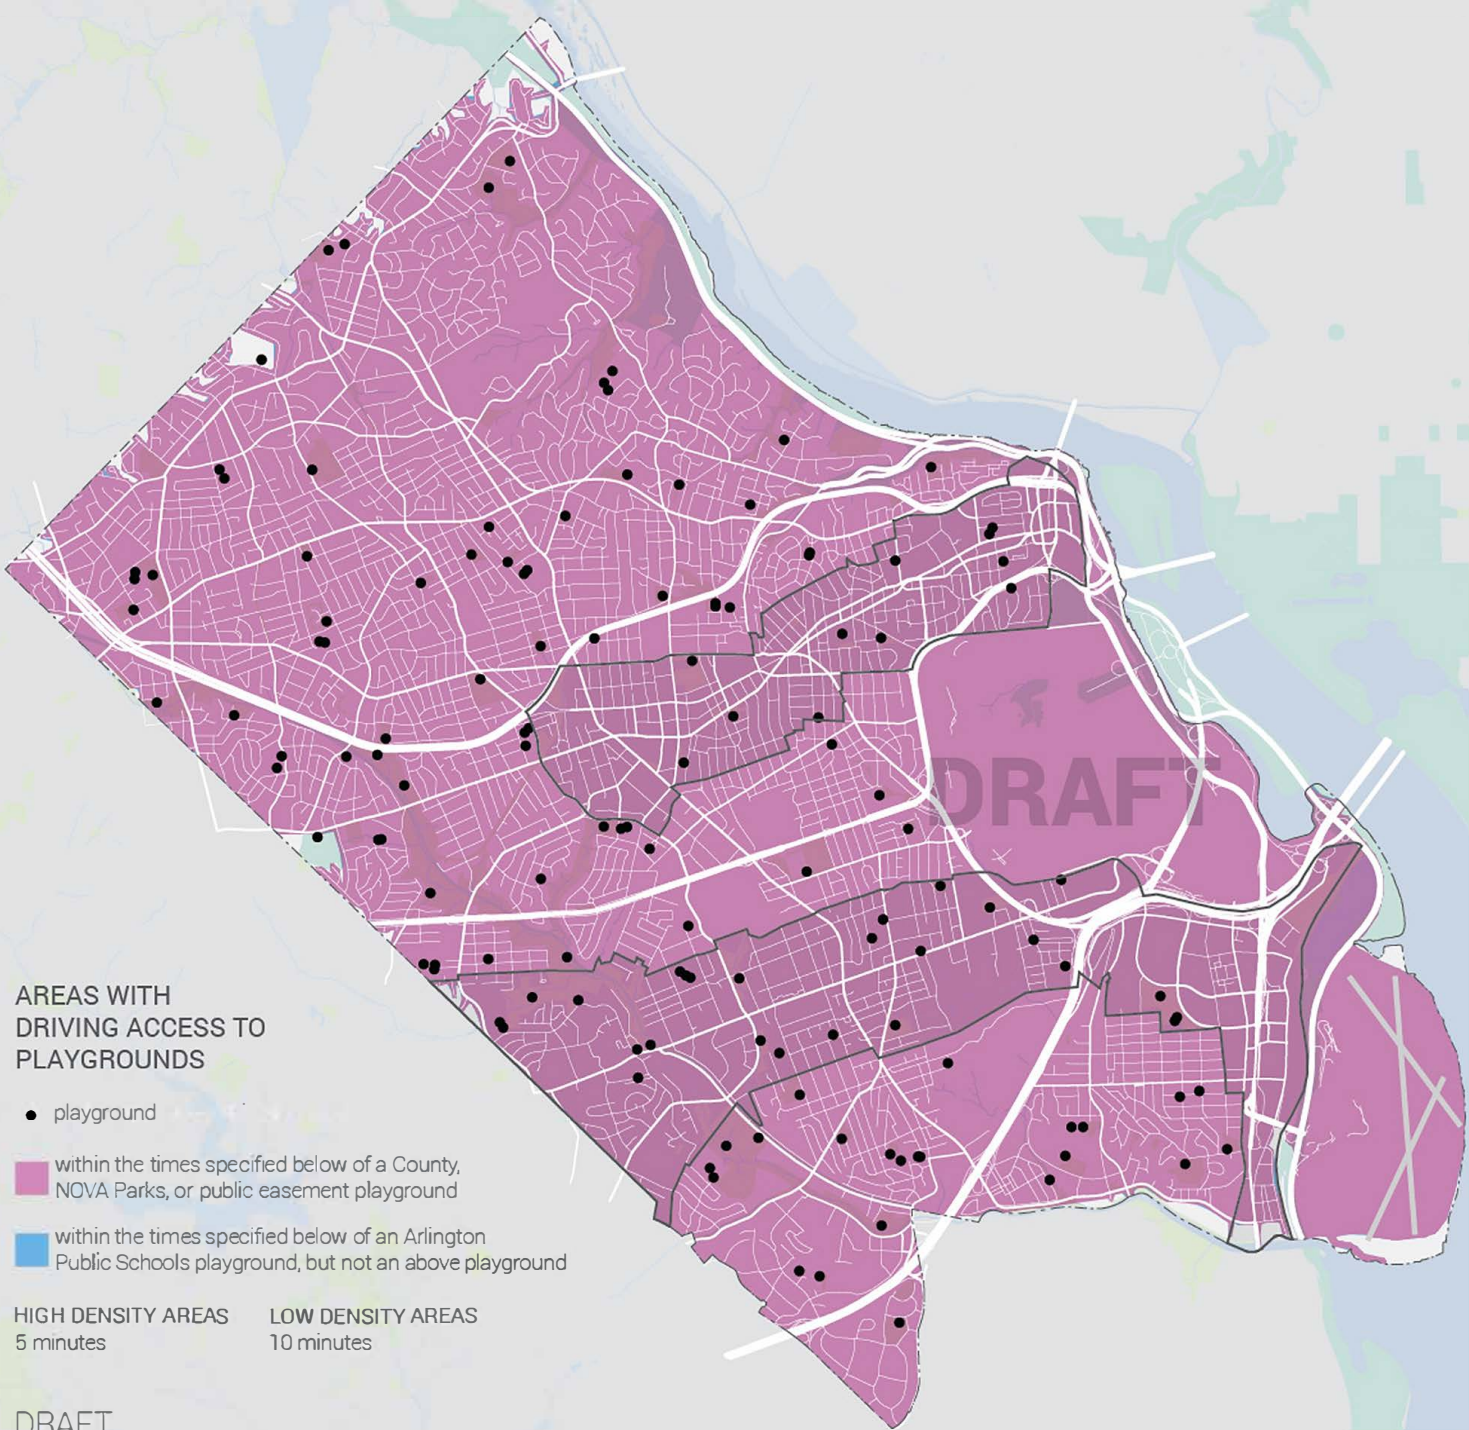 DRAFT
AREAS WITH
DRIVING ACCESS TO
PLAYGROUNDS
playground
within the times specified below of a County,
NOVA Parks, or public easement playground
within the times specified below of an Arlington
Public Schools playground, but not an above playground
HIGH DENSITY AREAS
5 minutes
LOW DENSITY AREAS
10 minutes
DRAFT